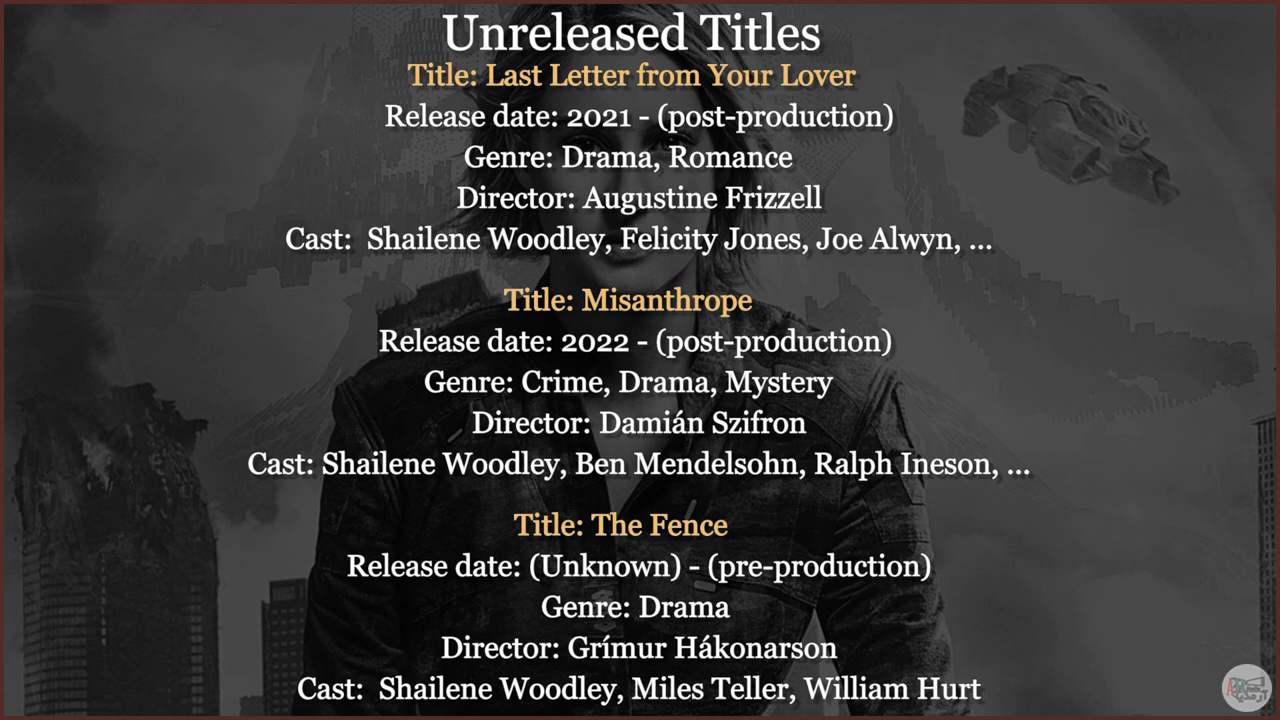 Unreleased Titles
Title: Last Letter from Your Lover
Release date: 2021 - (post-production)
Genre: Drama, Romance
Director: Augustine Frizzell
Cast: Shailene Woodley, Felicity Jones, Joe Alwyn, ...
Title: Misanthrope
Release date: 2022 - (post-production)
Genre: Crime, Drama, Mystery
Director: Damián Szifron
Cast: Shailene Woodley, Ben Mendelsohn, Ralph Ineson, ...
Title: The Fence
Release date: (Unknown) - (pre-production)
Genre: Drama
Director: Grímur Hákonarson
Cast: Shailene Woodley, Miles Teller, William Hurt